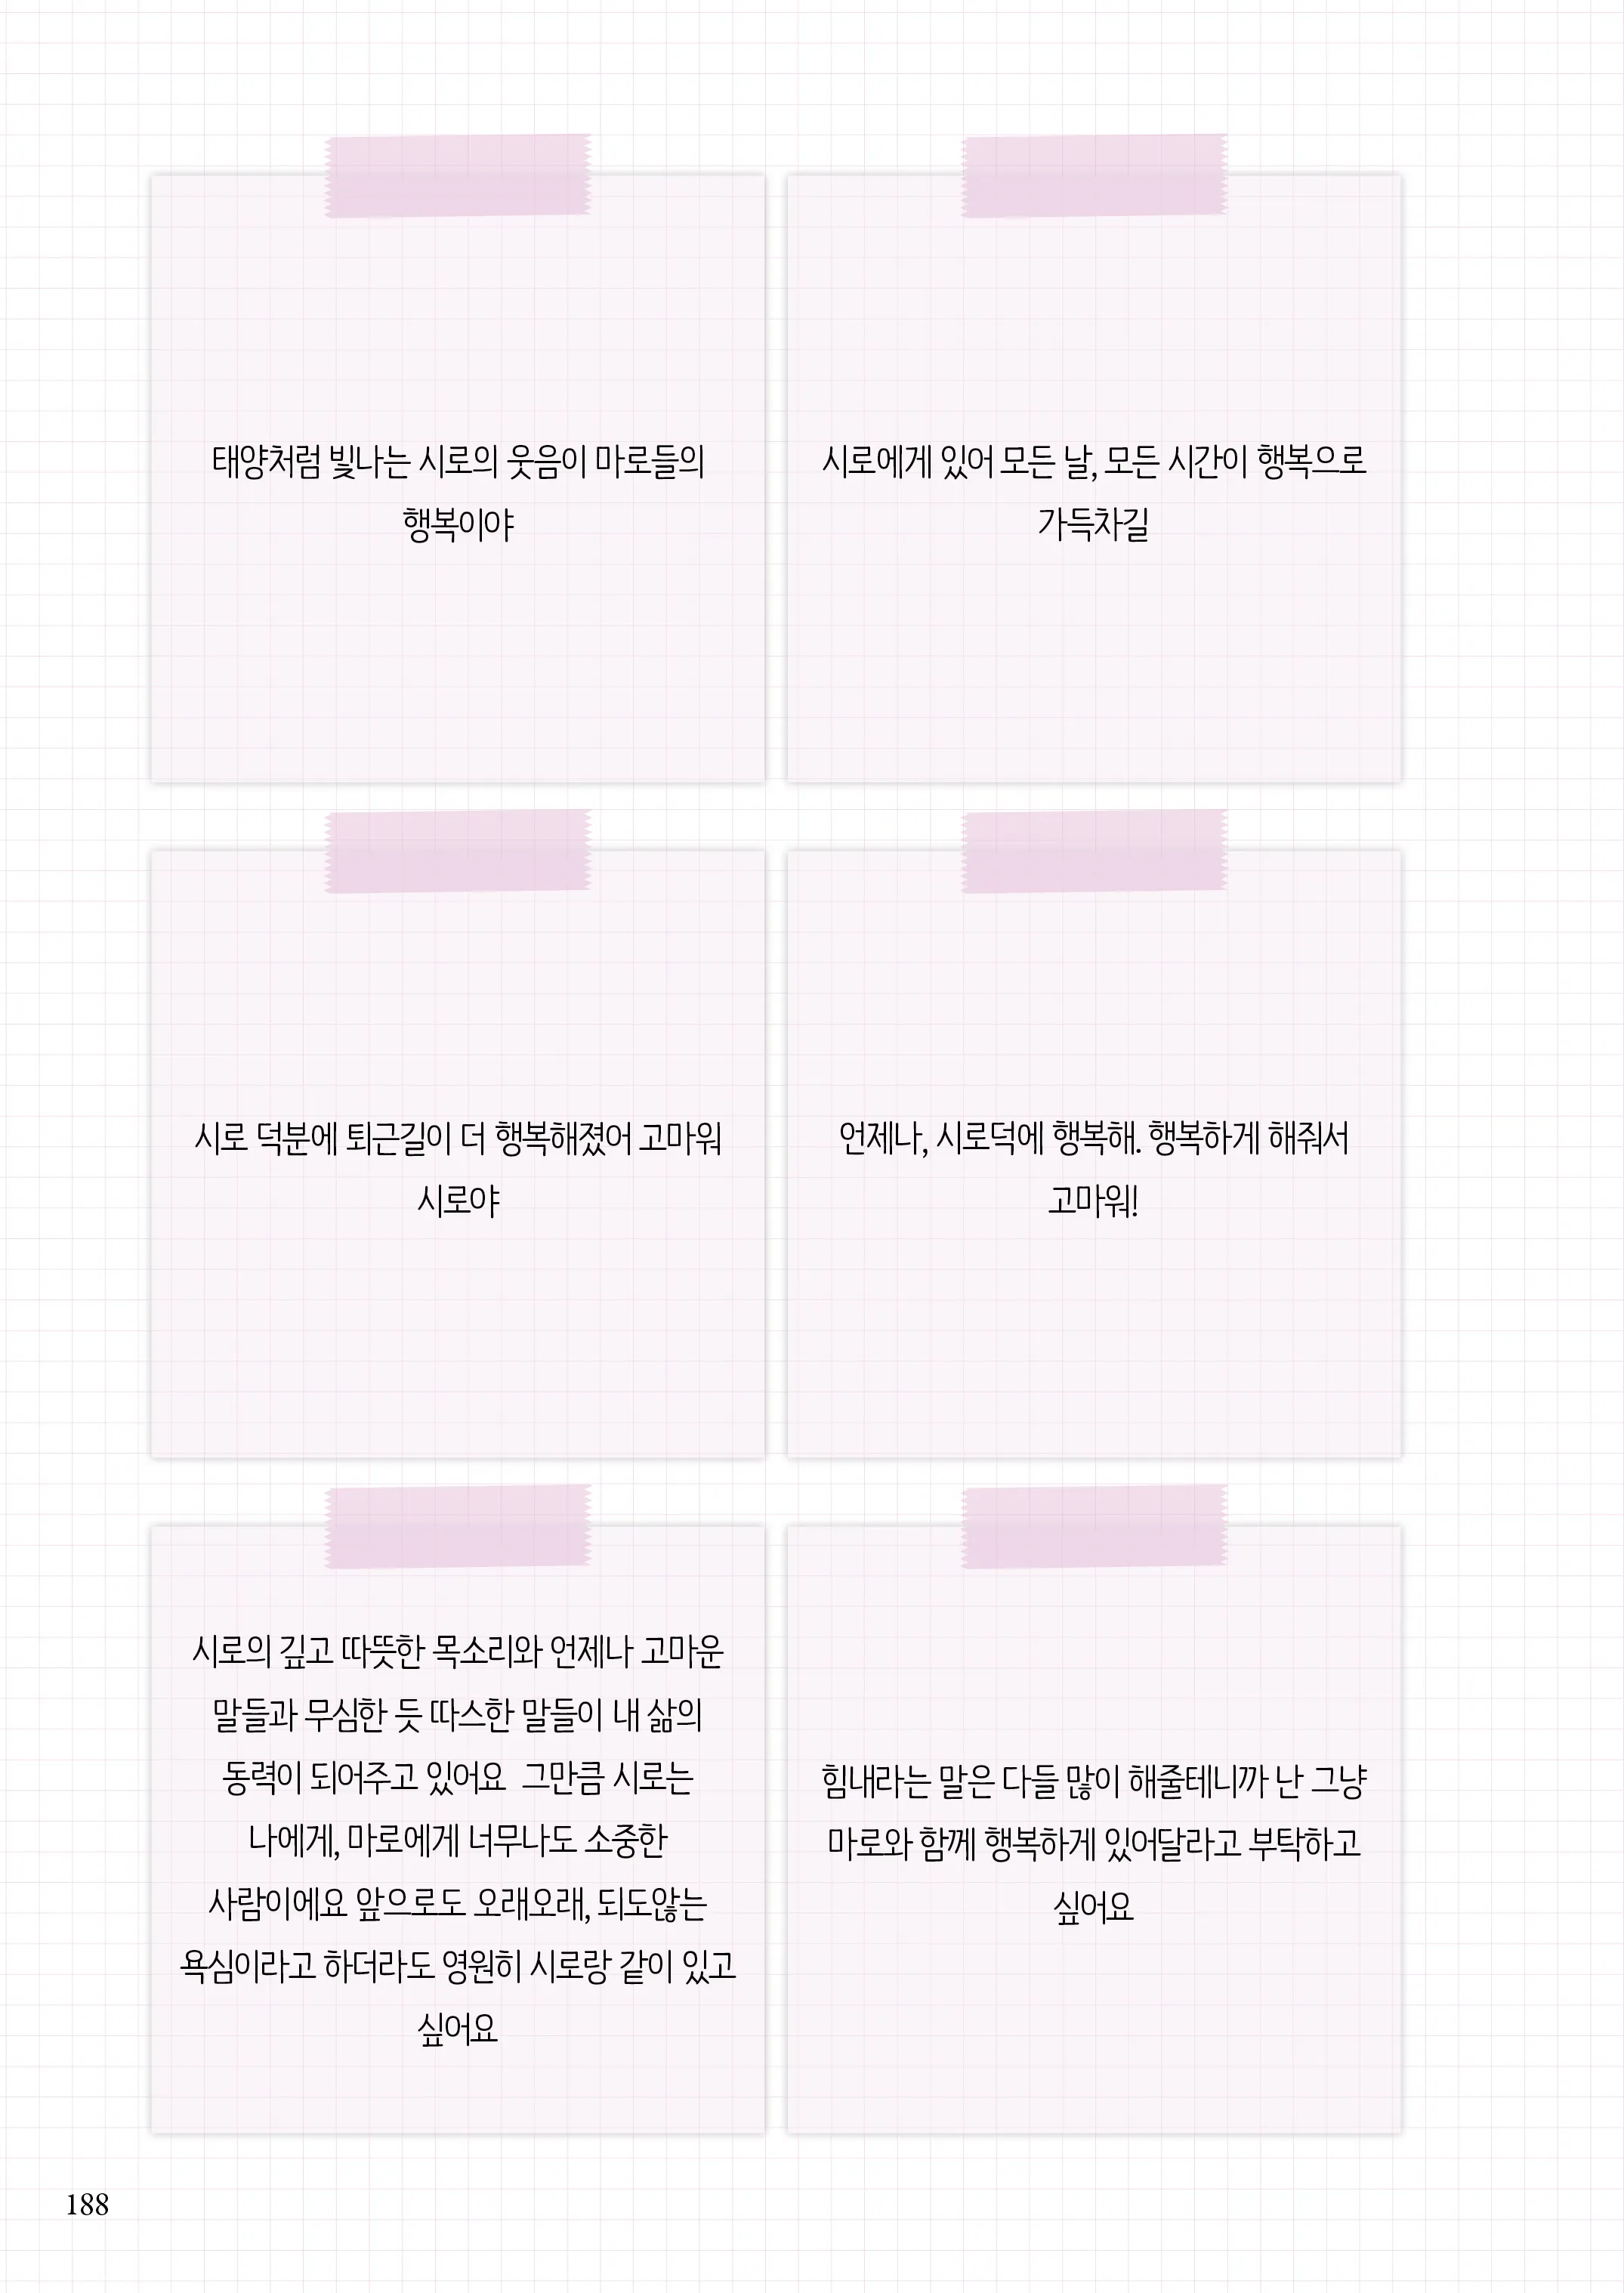 태양처럼 빛나는 시로의 웃음이 마로들의
행복이야
시로에게 있어 모든 날, 모든 시간이 행복으로
가득차길
시로 덕분에 퇴근길이 더 행복해졌어 고마워
시로야
언제나, 시로덕에 행복해. 행복하게 해줘서
고마워!
시로의 깊고 따뜻한 목소리와 언제나 고마운
말들과 무심한 듯 따스한 말들이 내 삶의
동력이 되어주고 있어요  그만큼 시로는
나에게, 마로에게 너무나도 소중한
사람이에요 앞으로도 오래오래, 되도않는
욕심이라고 하더라도 영원히 시로랑 같이 있고
싶어요
힘내라는 말은 다들 많이 해줄테니까 난 그냥
마로와 함께 행복하게 있어달라고 부탁하고
싶어요
188